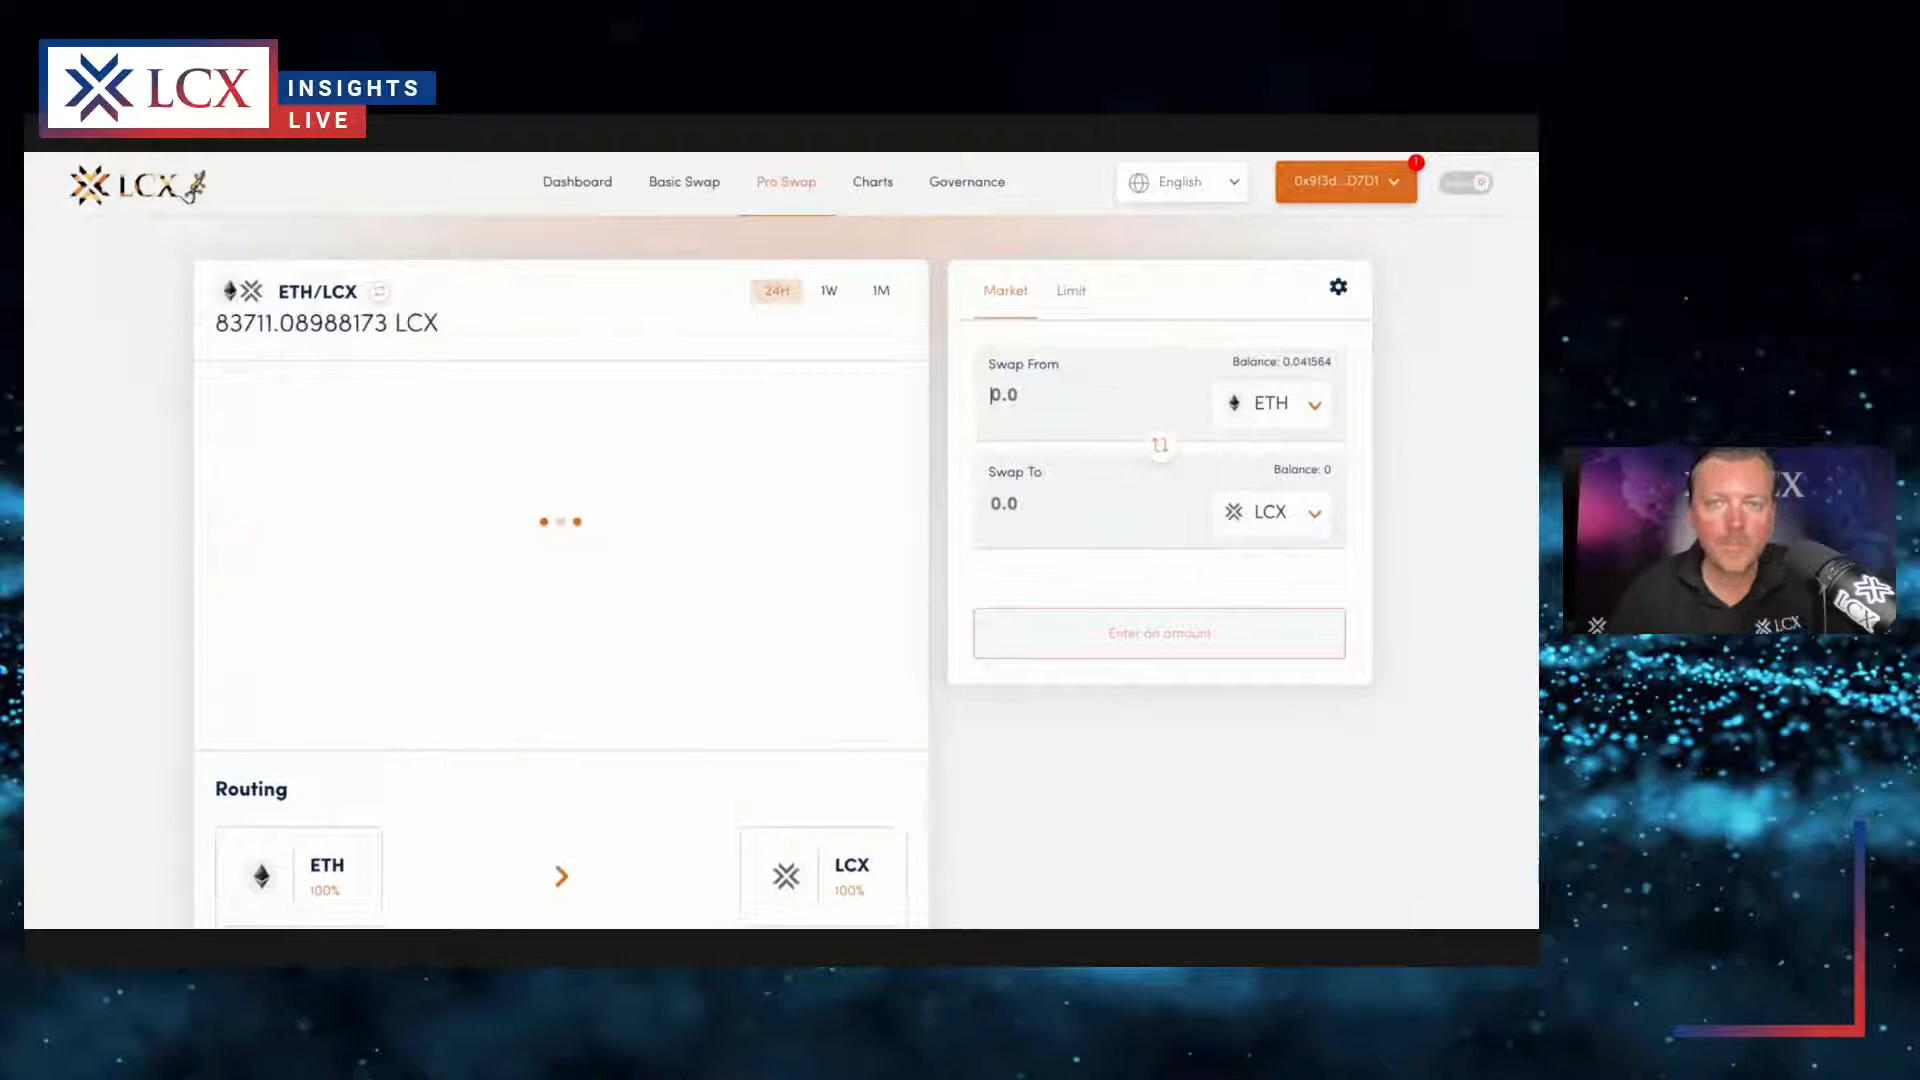 LCX
INSIGHTS
LIVE
LCX
Dashboard
Basic Swap
Pro Swap
Charts
Governance
English
0x9f3d...D7D1
1
ETH/LCX
24H
1W
1M
83711.08988173 LCX
Market
Limit
Swap From
Balance: 0.041564
0.0
ETH
Swap To
Balance: 0
0.0
LCX
Enter an amount
Routing
ETH
100%
LCX
100%
X
LCX
LCX